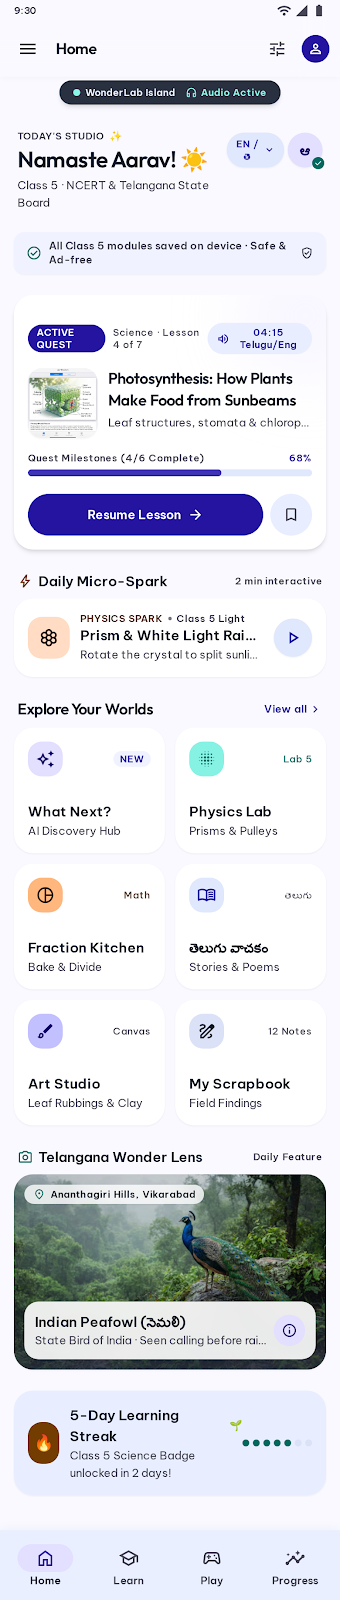 9:30
Home
WonderLab Island Audio Active
TODAY'S STUDIO ✨
Namaste Aarav! ☀️
Class 5 · NCERT & Telangana State
Board
EN /
అ
All Class 5 modules saved on device · Safe &
Ad-free
ACTIVE
QUEST
Science · Lesson
4 of 7
04:15
Telugu/Eng
Photosynthesis: How Plants
Make Food from Sunbeams
Leaf structures, stomata & chlorop...
Quest Milestones (4/6 Complete) 68%
Resume Lesson →
Daily Micro-Spark 2 min interactive
PHYSICS SPARK • Class 5 Light
Prism & White Light Rai...
Rotate the crystal to split sunli...
Explore Your Worlds View all >
NEW
What Next?
AI Discovery Hub
Lab 5
Physics Lab
Prisms & Pulleys
Math
Fraction Kitchen
Bake & Divide
తెలుగు
తెలుగు వాచకం
Stories & Poems
Canvas
Art Studio
Leaf Rubbings & Clay
12 Notes
My Scrapbook
Field Findings
Telangana Wonder Lens Daily Feature
Ananthagiri Hills, Vikarabad
Indian Peafowl (నెమలి)
State Bird of India · Seen calling before rai...
5-Day Learning
Streak
Class 5 Science Badge
unlocked in 2 days!
Home Learn Play Progress